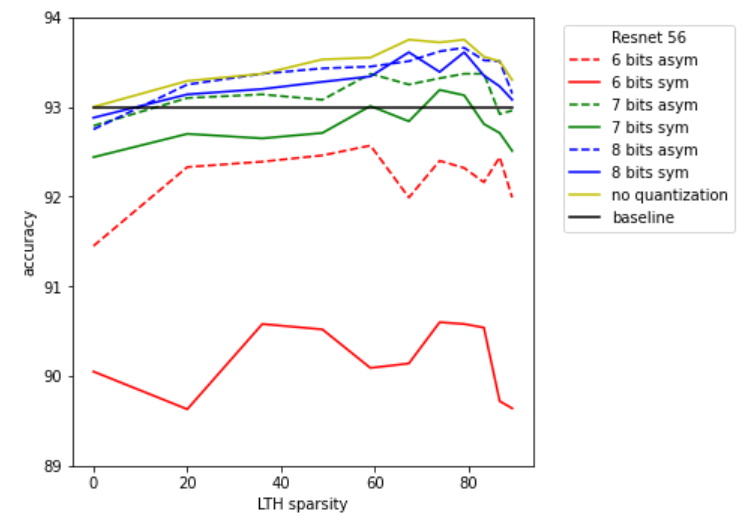 94
93
92
91
90
89
accuracy
0
20
40
60
80
LTH sparsity
Resnet 56
6 bits asym
6 bits sym
7 bits asym
7 bits sym
8 bits asym
8 bits sym
no quantization
baseline